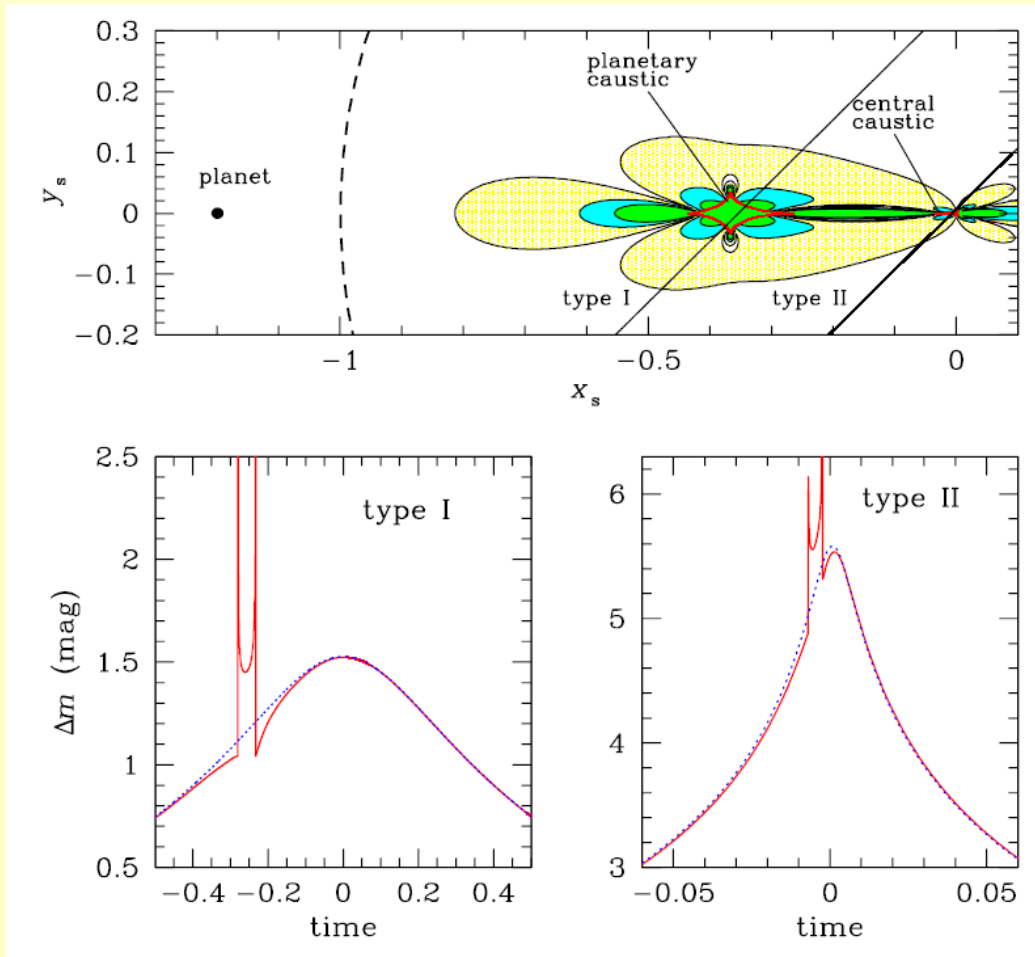 0.3
0.2
0.1
0
−0.1
−0.2
y s
planet
planetary
caustic
central
caustic
type I
type II
−1
−0.5
0
x s
2.5
2
1.5
1
0.5
Δm (mag)
type I
−0.4
−0.2
0
0.2
0.4
time
6
5
4
3
type II
−0.05
0
0.05
time